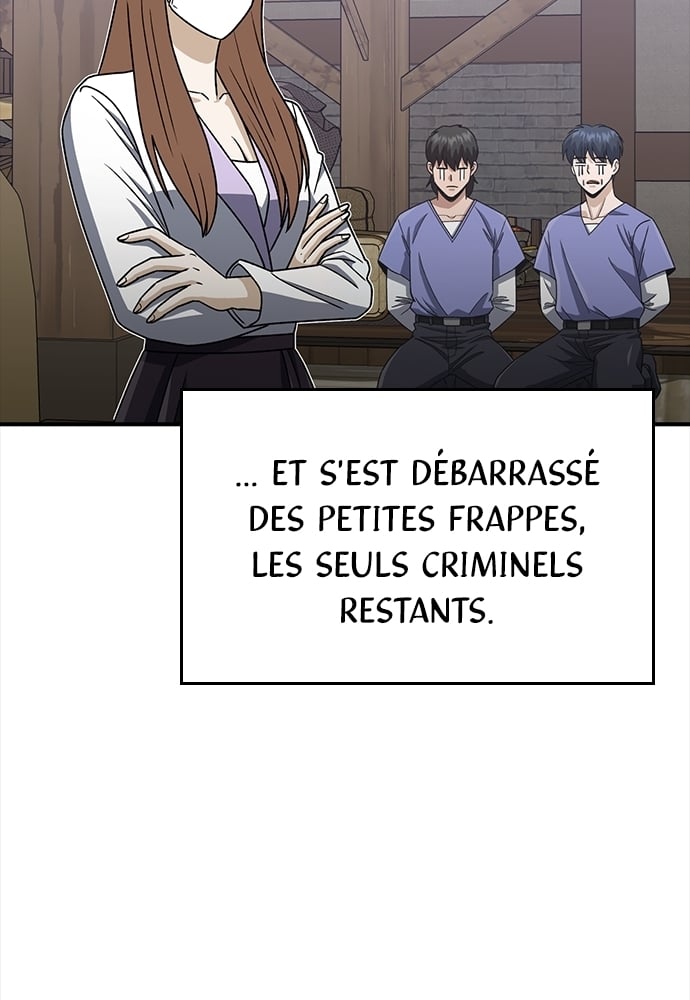 ... ET S'EST DÉBARRASSÉ
DES PETITES FRAPPES,
LES SEULS CRIMINELS
RESTANTS.